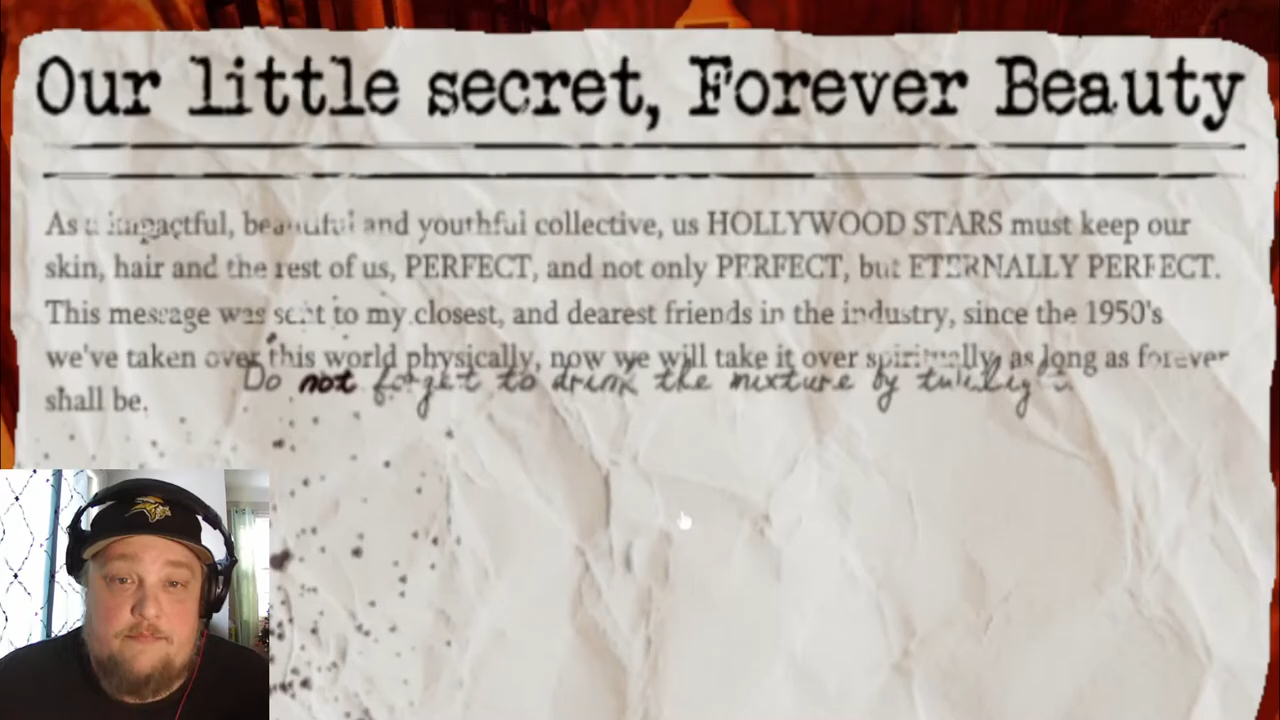 Our little secret, Forever Beauty
As a impactful, beautiful and youthful collective, us HOLLYWOOD STARS must keep our
skin, hair and the rest of us, PERFECT, and not only PERFECT, but ETERNALLY PERFECT.
This message was sent to my closest, and dearest friends in the industry, since the 1950's
we've taken over this world physically, now we will take it over spiritually, as long as forever
Do not forget to drink the mixture by twilight.
shall be.